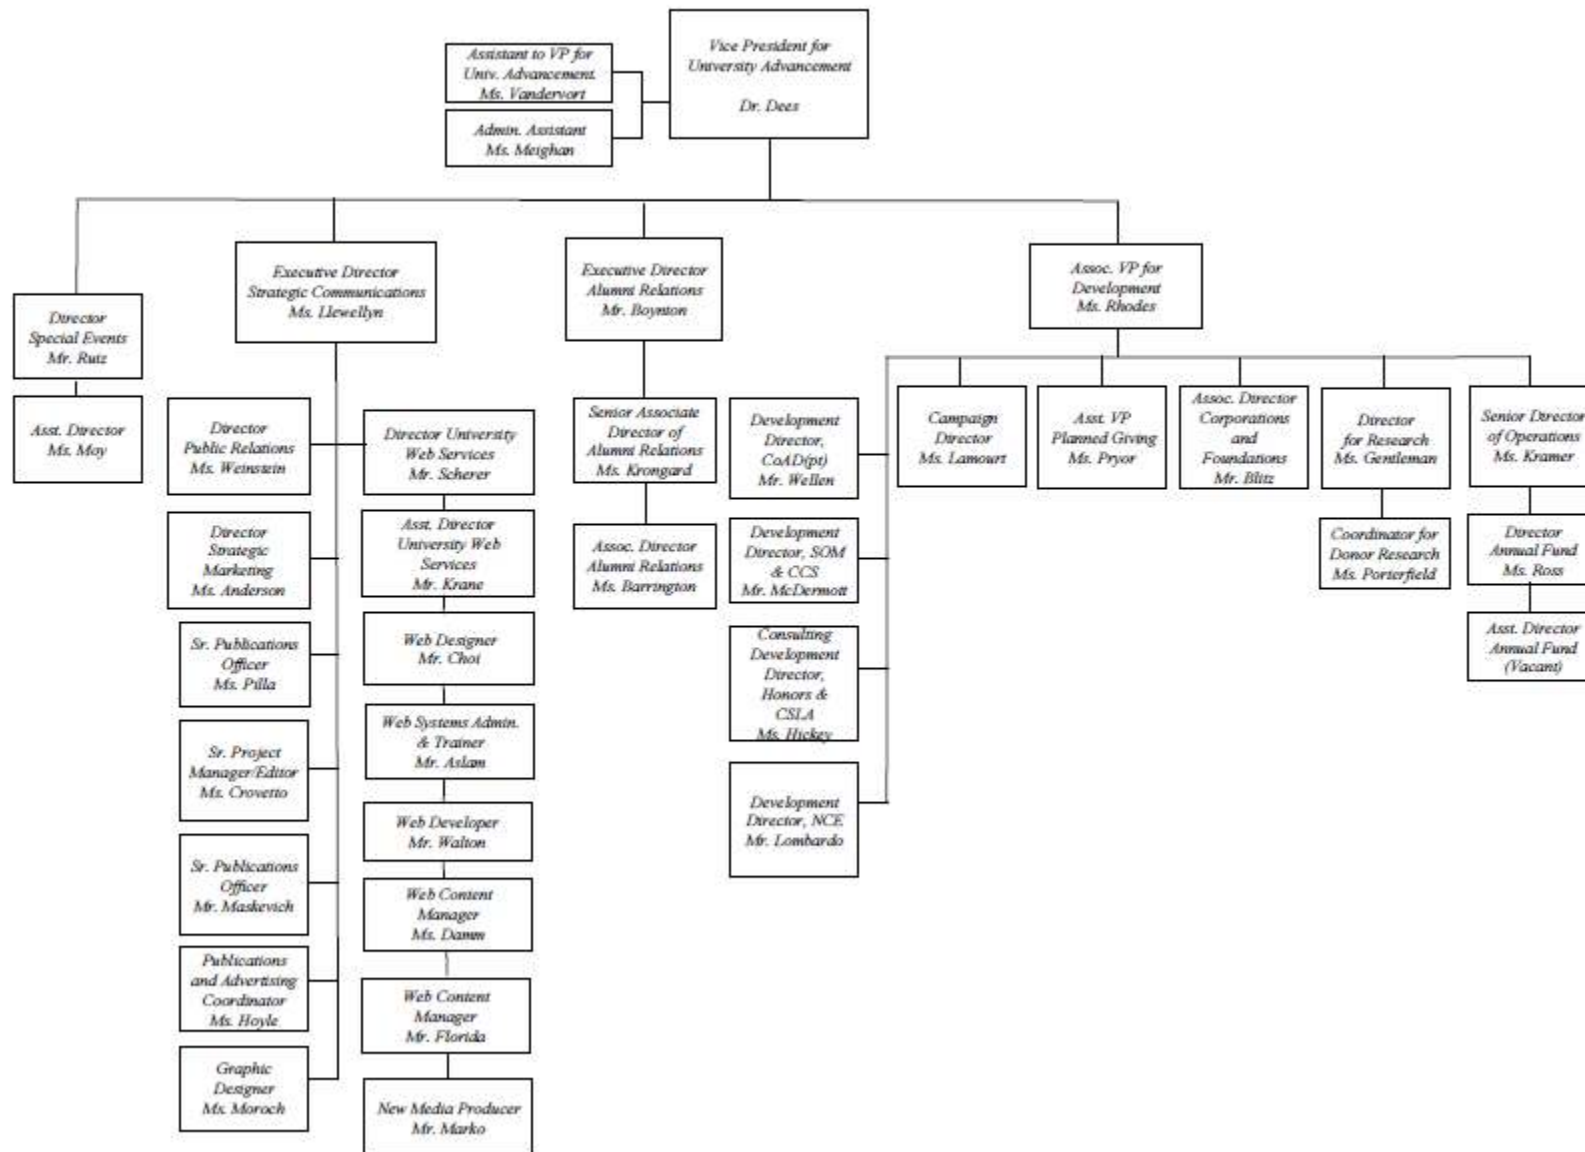 Vice President for
University Advancement
Dr. Dees
Assistant to VP for
Univ. Advancement
Ms. Vandervort
Admin. Assistant
Ms. Meighan
Director
Special Events
Mr. Rutz
Asst. Director
Ms. Moy
Executive Director
Strategic Communications
Ms. Llewellyn
Director
Public Relations
Ms. Weinstein
Director
Strategic
Marketing
Ms. Anderson
Sr. Publications
Officer
Ms. Pilla
Sr. Project
Manager/Editor
Ms. Crovetto
Sr. Publications
Officer
Mr. Maskevich
Publications
and Advertising
Coordinator
Ms. Hoyle
Graphic
Designer
Ms. Moroch
Director University
Web Services
Mr. Scherer
Asst. Director
University Web
Services
Mr. Krane
Web Designer
Mr. Choi
Web Systems Admin.
& Trainer
Mr. Aslam
Web Developer
Mr. Walton
Web Content
Manager
Ms. Damm
Web Content
Manager
Mr. Florida
New Media Producer
Mr. Marko
Executive Director
Alumni Relations
Mr. Boynton
Senior Associate
Director of
Alumni Relations
Ms. Krongard
Assoc. Director
Alumni Relations
Ms. Barrington
Assoc. VP for
Development
Ms. Rhodes
Development
Director,
CoAD(pt)
Mr. Wellen
Development
Director, SOM
& CCS
Mr. McDermott
Consulting
Development
Director,
Honors &
CSLA
Ms. Hickey
Development
Director, NCE
Mr. Lombardo
Campaign
Director
Ms. Lamourt
Asst. VP
Planned Giving
Ms. Pryor
Assoc. Director
Corporations
and
Foundations
Mr. Blitz
Director
for Research
Ms. Gentleman
Coordinator for
Donor Research
Ms. Porterfield
Senior Director
of Operations
Ms. Kramer
Director
Annual Fund
Ms. Ross
Asst. Director
Annual Fund
(Vacant)